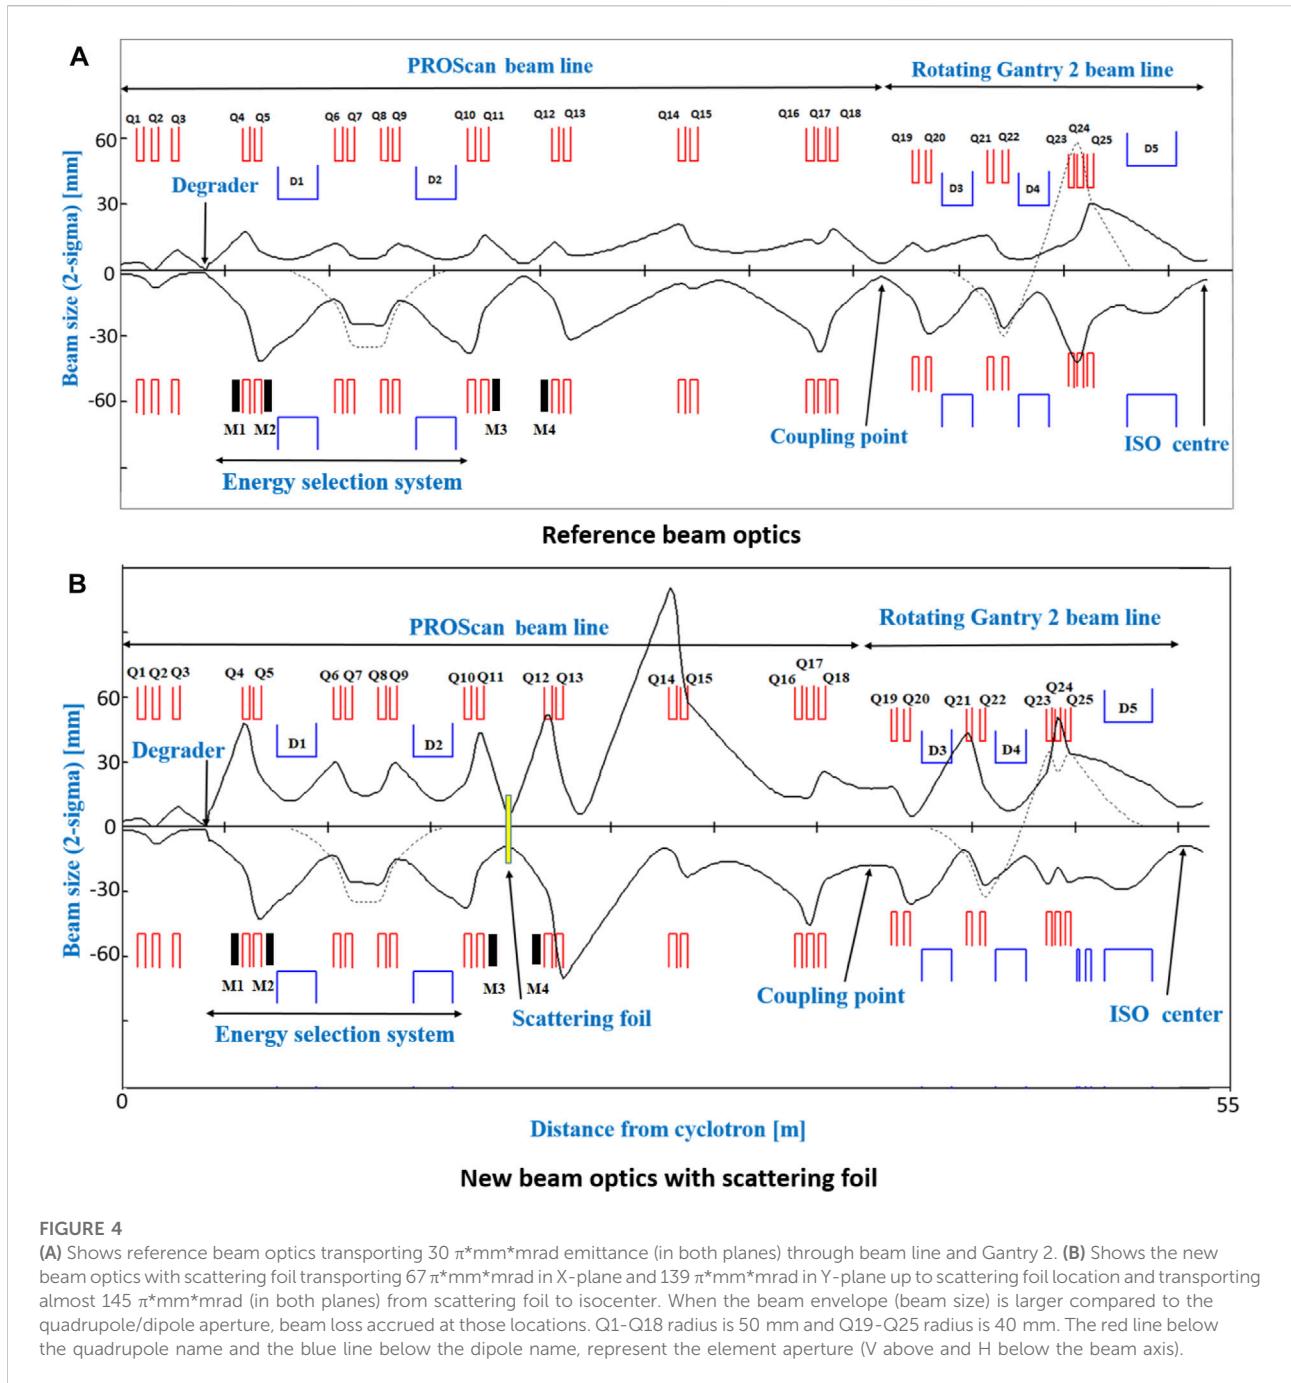 A
PROScan beam line
Rotating Gantry 2 beam line
Q1 Q2 Q3 Q4 Q5 Q6 Q7 Q8 Q9 Q10 Q11 Q12 Q13 Q14 Q15 Q16 Q17 Q18 Q19 Q20 Q21 Q22 Q23 Q24 Q25
D1 D2 D3 D4 D5
Degrader
Beam size (2-sigma) [mm]
60
30
0
-30
-60
M1 M2 M3 M4
Energy selection system
Coupling point
ISO centre
Reference beam optics
B
PROScan beam line
Rotating Gantry 2 beam line
Q1 Q2 Q3 Q4 Q5 Q6 Q7 Q8 Q9 Q10 Q11 Q12 Q13 Q14 Q15 Q16 Q17 Q18 Q19 Q20 Q21 Q22 Q23 Q24 Q25
D1 D2 D3 D4 D5
Degrader
Beam size (2-sigma) [mm]
60
30
0
-30
-60
M1 M2 M3 M4
Energy selection system
Scattering foil
Coupling point
ISO center
0
55
Distance from cyclotron [m]
New beam optics with scattering foil
FIGURE 4
(A) Shows reference beam optics transporting 30 π*mm*mrad emittance (in both planes) through beam line and Gantry 2. (B) Shows the new
beam optics with scattering foil transporting 67 π*mm*mrad in X-plane and 139 π*mm*mrad in Y-plane up to scattering foil location and transporting
almost 145 π*mm*mrad (in both planes) from scattering foil to isocenter. When the beam envelope (beam size) is larger compared to the
quadrupole/dipole aperture, beam loss accrued at those locations. Q1-Q18 radius is 50 mm and Q19-Q25 radius is 40 mm. The red line below
the quadrupole name and the blue line below the dipole name, represent the element aperture (V above and H below the beam axis).